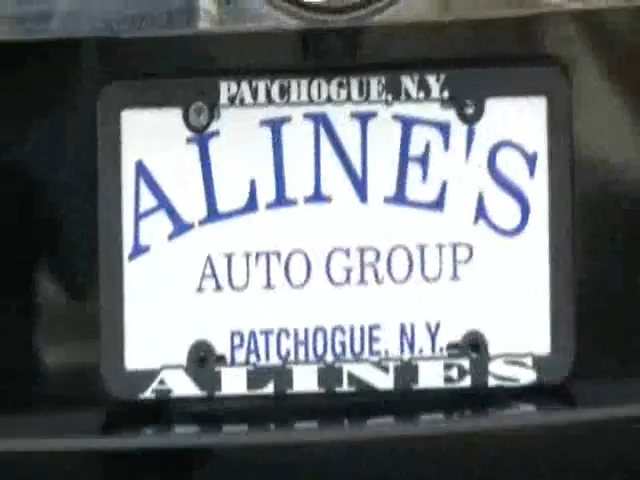 PATCHOGUE, N.Y.
ALINE'S
AUTO GROUP
PATCHOGUE, N.Y.
ALINES